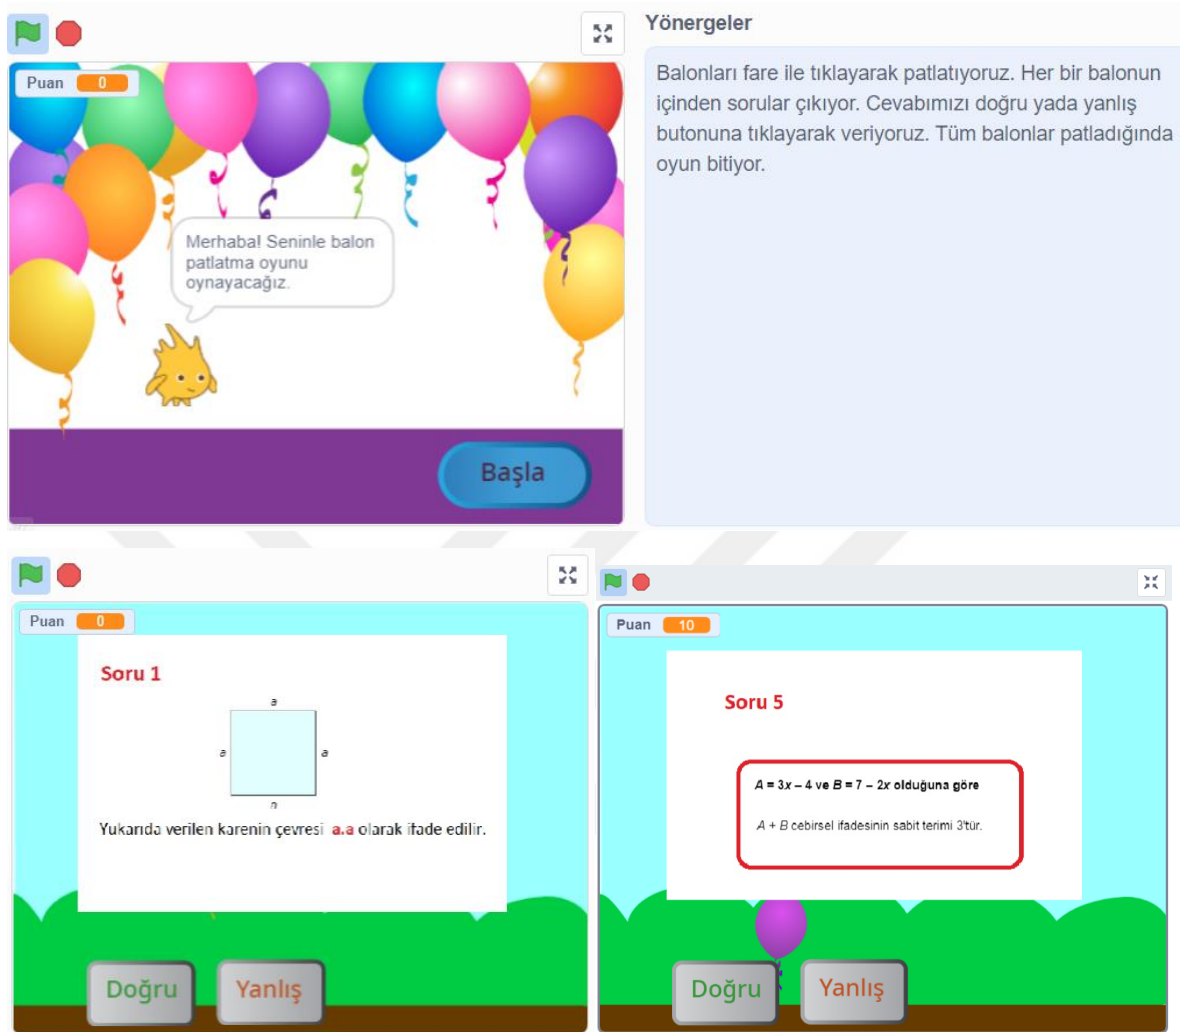 Yönergeler
Puan 0
Balonları fare ile tıklayarak patlatıyoruz. Her bir balonun
içinden sorular çıkıyor. Cevabımızı doğru yada yanlış
butonuna tıklayarak veriyoruz. Tüm balonlar patladığında
oyun bitiyor.
Merhaba! Seninle balon
patlatma oyunu
oynayacağız.
Başla
Puan 0
Soru 1
a
a a
Yukarıda verilen karenin çevresi a.a olarak ifade edilir.
Doğru Yanlış
Puan 10
Soru 5
A = 3x – 4 ve B = 7 – 2x olduğuna göre
A + B cebirsel ifadesinin sabit terimi 3'tür.
Doğru Yanlış